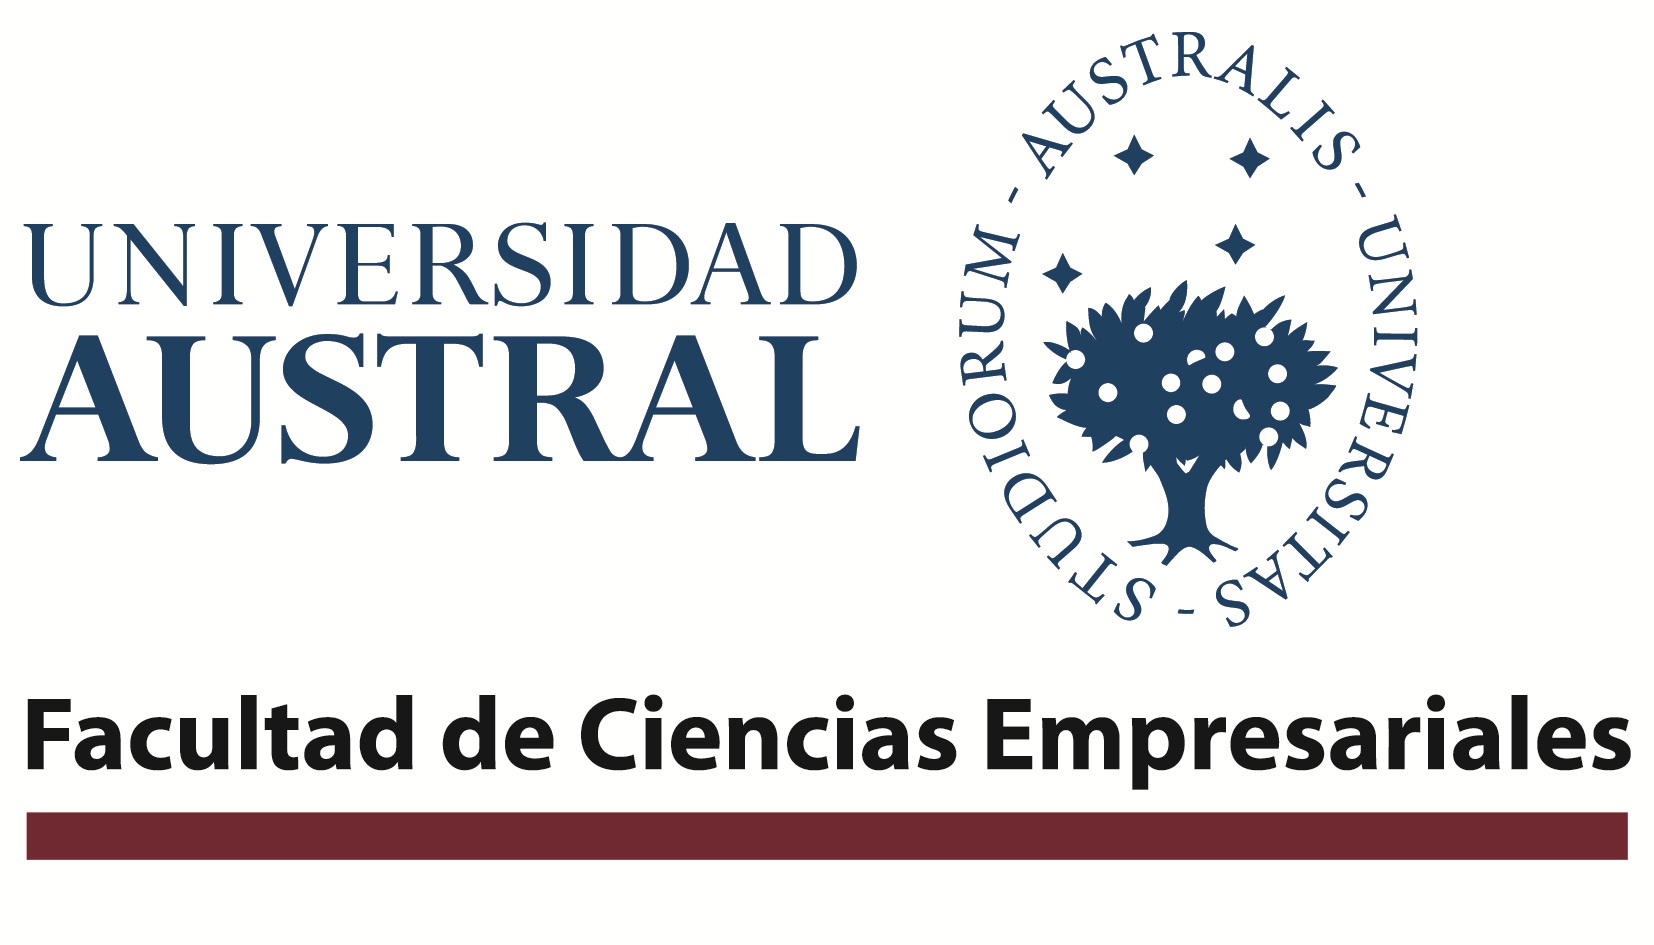 UNIVERSIDAD
AUSTRAL
STUDIORUM - AUSTRALIS - UNIVERSITAS -
Facultad de Ciencias Empresariales